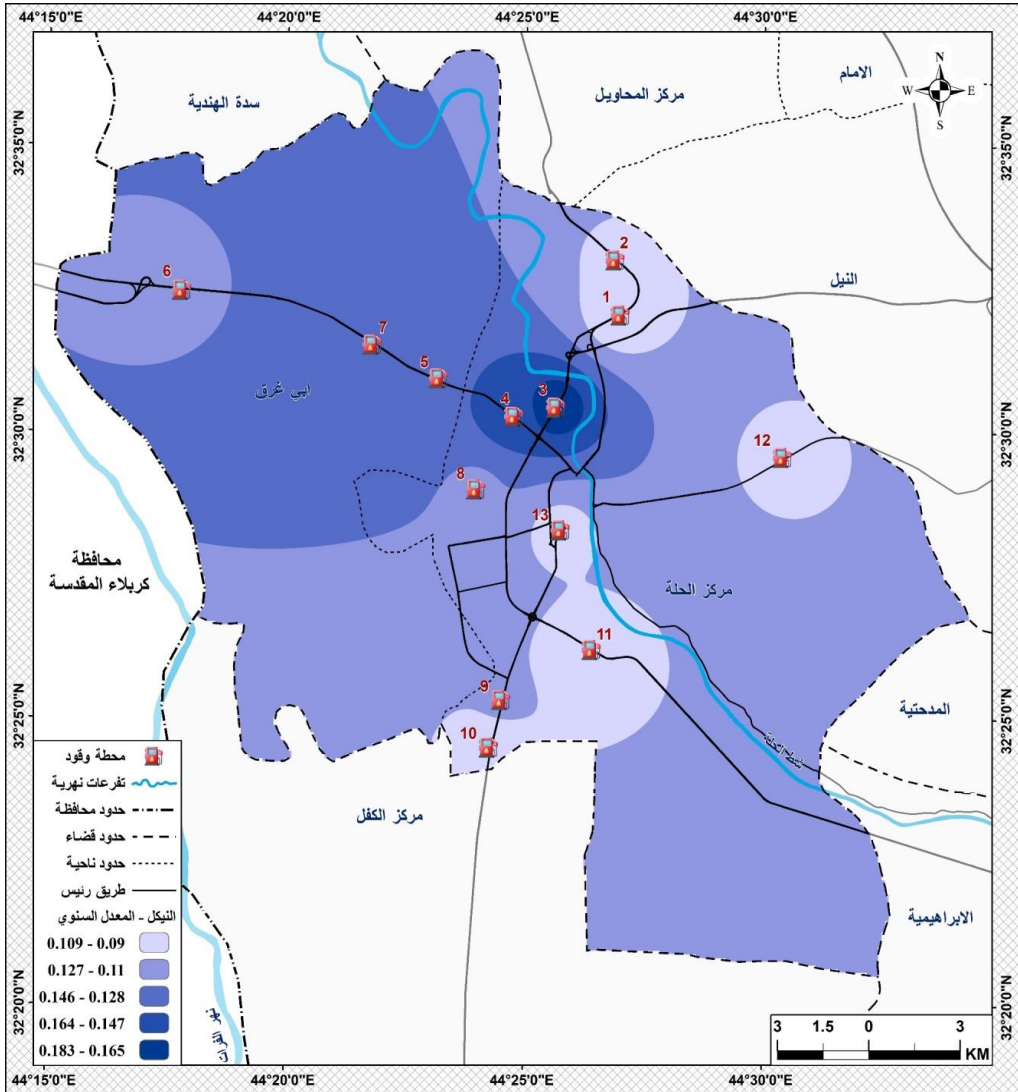 44°15'0"E
44°20'0"E
44°25'0"E
44°30'0"E
N
W
E
S
الامام
مركز المحاويل
سدة الهندية
32°35'0"N
32°35'0"N
النيل
2
1
6
7
5
4
3
ابي غرق
32°30'0"N
32°30'0"N
12
8
13
محافظة
كربلاء المقدسة
مركز الحلة
11
9
10
المدحتية
32°25'0"N
32°25'0"N
شط الحلة
مركز الكفل
الابراهيمية
نهر الفرات
32°20'0"N
32°20'0"N
محطة وقود
تفرعات نهرية
حدود محافظة
حدود قضاء
حدود ناحية
طريق رئيس
النيكل - المعدل السنوي
0.109 - 0.09
0.127 - 0.11
0.146 - 0.128
0.164 - 0.147
0.183 - 0.165
3 1.5 0 3
KM
44°15'0"E
44°20'0"E
44°25'0"E
44°30'0"E